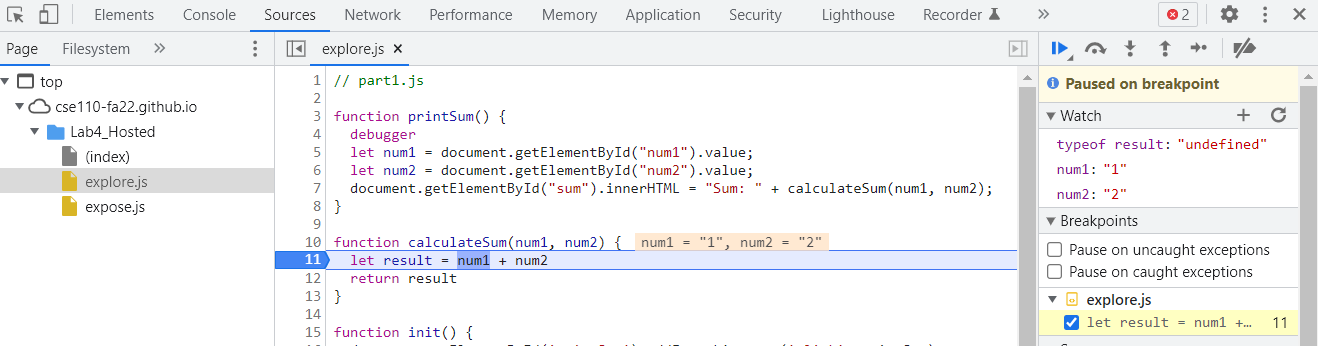 Elements Console Sources Network Performance Memory Application Security Lighthouse Recorder » 2
Page Filesystem »
top
cse110-fa22.github.io
Lab4_Hosted
(index)
explore.js
expose.js
explore.js ×
1 // part1.js
2
3 function printSum() {
4 debugger
5 let num1 = document.getElementById("num1").value;
6 let num2 = document.getElementById("num2").value;
7 document.getElementById("sum").innerHTML = "Sum: " + calculateSum(num1, num2);
8 }
9
10 function calculateSum(num1, num2) { num1 = "1", num2 = "2"
11 let result = num1 + num2
12 return result
13 }
14
15 function init() {
Paused on breakpoint
Watch
typeof result: "undefined"
num1: "1"
num2: "2"
Breakpoints
Pause on uncaught exceptions
Pause on caught exceptions
explore.js
let result = num1 +… 11